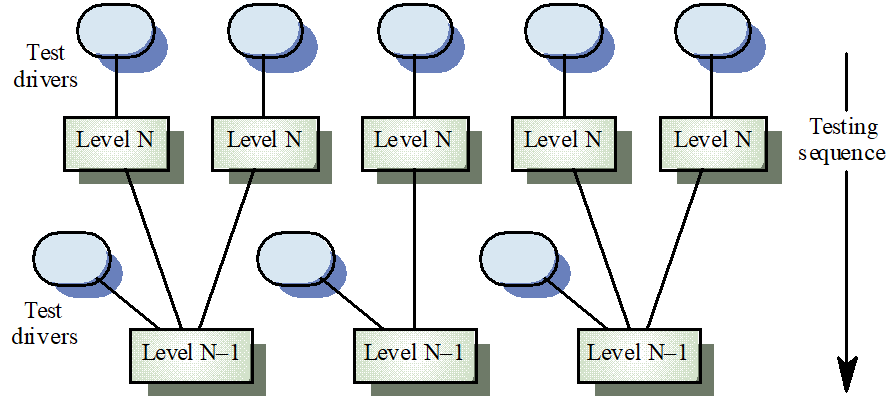 Test
drivers
Level N
Level N
Level N
Level N
Level N
Testing
sequence
Test
drivers
Level N–1
Level N–1
Level N–1